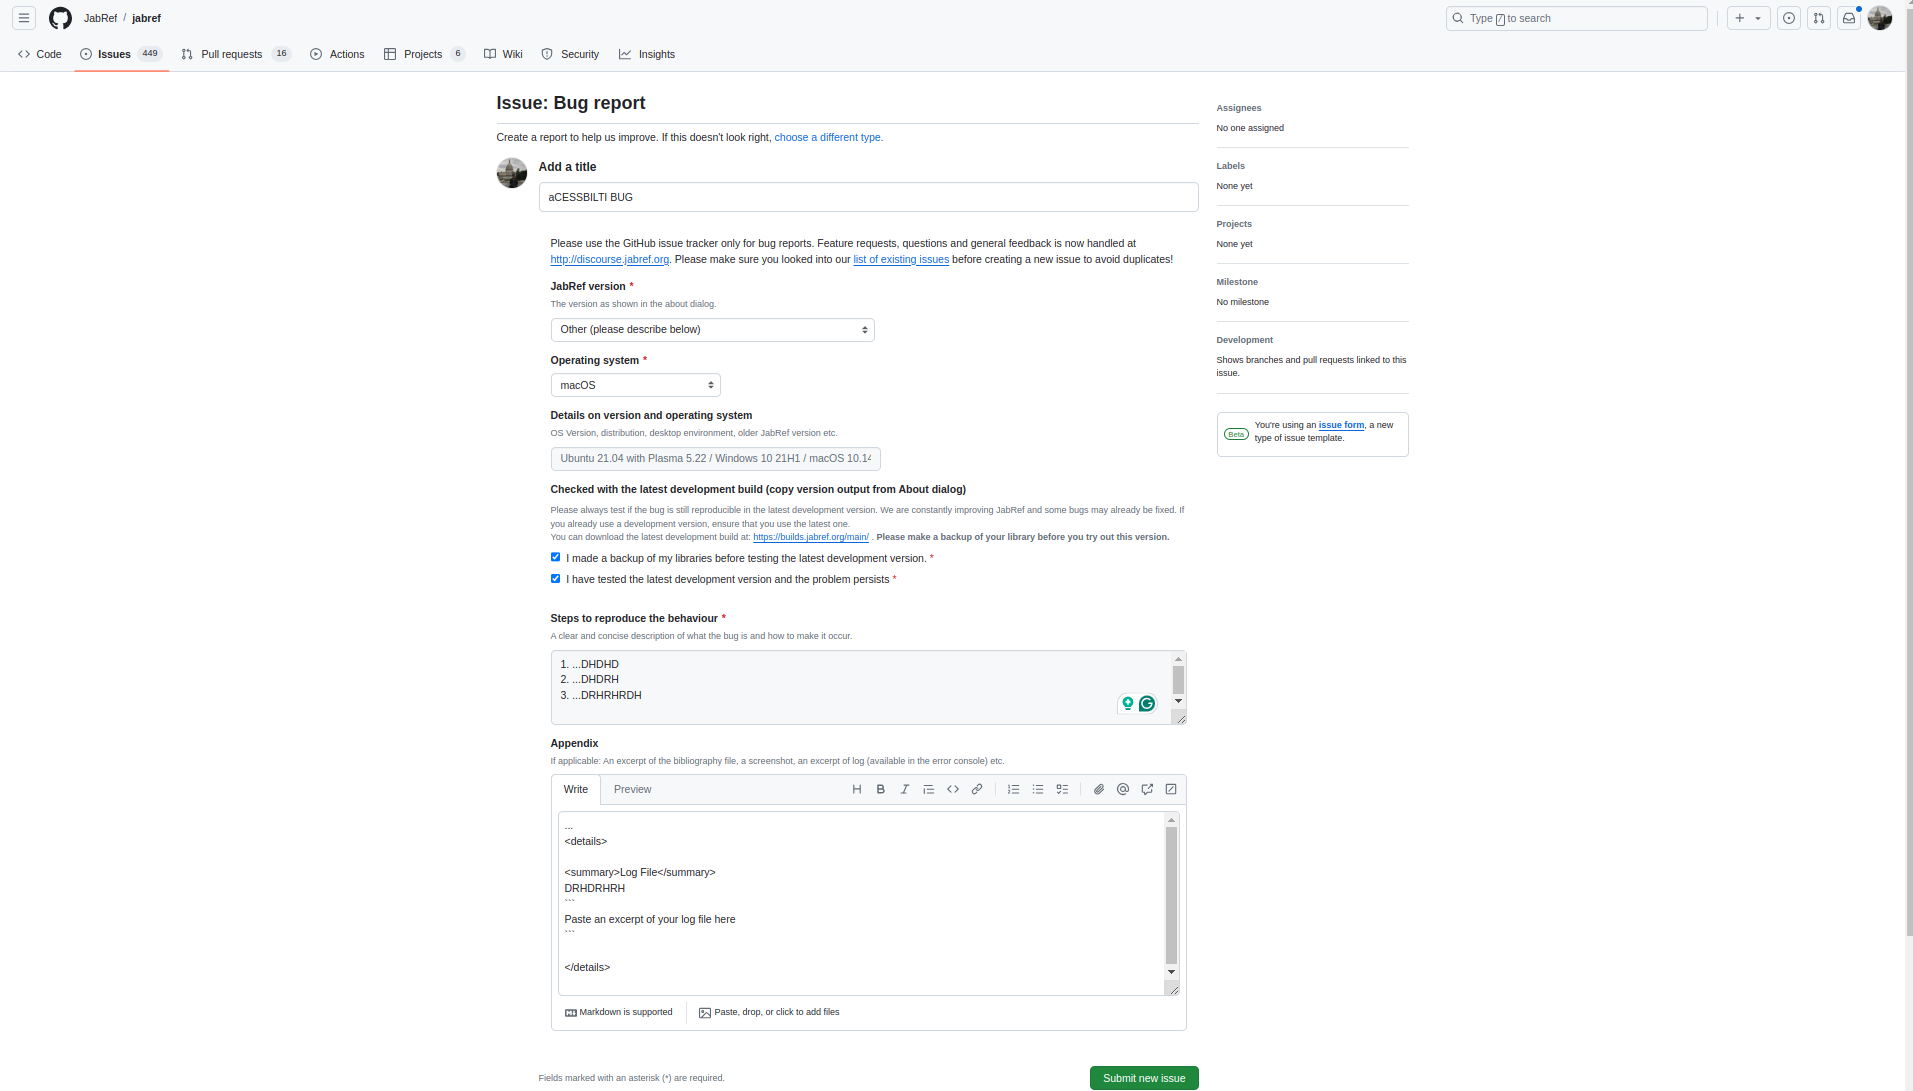 JabRef / jabref
Type / to search
Code
Issues 449
Pull requests 16
Actions
Projects 6
Wiki
Security
Insights
Issue: Bug report
Create a report to help us improve. If this doesn't look right, choose a different type.
Add a title
aCESSBILTI BUG
Please use the GitHub issue tracker only for bug reports. Feature requests, questions and general feedback is now handled at
http://discourse.jabref.org. Please make sure you looked into our list of existing issues before creating a new issue to avoid duplicates!
JabRef version *
The version as shown in the about dialog.
Other (please describe below)
Operating system *
macOS
Details on version and operating system
OS Version, distribution, desktop environment, older JabRef version etc.
Ubuntu 21.04 with Plasma 5.22 / Windows 10 21H1 / macOS 10.14
Checked with the latest development build (copy version output from About dialog)
Please always test if the bug is still reproducible in the latest development version. We are constantly improving JabRef and some bugs may already be fixed. If
you already use a development version, ensure that you use the latest one.
You can download the latest development build at: https://builds.jabref.org/main/ . Please make a backup of your library before you try out this version.
I made a backup of my libraries before testing the latest development version. *
I have tested the latest development version and the problem persists *
Steps to reproduce the behaviour *
A clear and concise description of what the bug is and how to make it occur.
1. ...DHDHD
2. ...DHDRH
3. ...DRHRHRDH
Appendix
If applicable: An excerpt of the bibliography file, a screenshot, an excerpt of log (available in the error console) etc.
Write
Preview
...
<details>
<summary>Log File</summary>
DRHDRHRH
```
Paste an excerpt of your log file here
```
</details>
Markdown is supported
Paste, drop, or click to add files
Fields marked with an asterisk (*) are required.
Submit new issue
Assignees
No one assigned
Labels
None yet
Projects
None yet
Milestone
No milestone
Development
Shows branches and pull requests linked to this
issue.
Beta
You're using an issue form, a new
type of issue template.